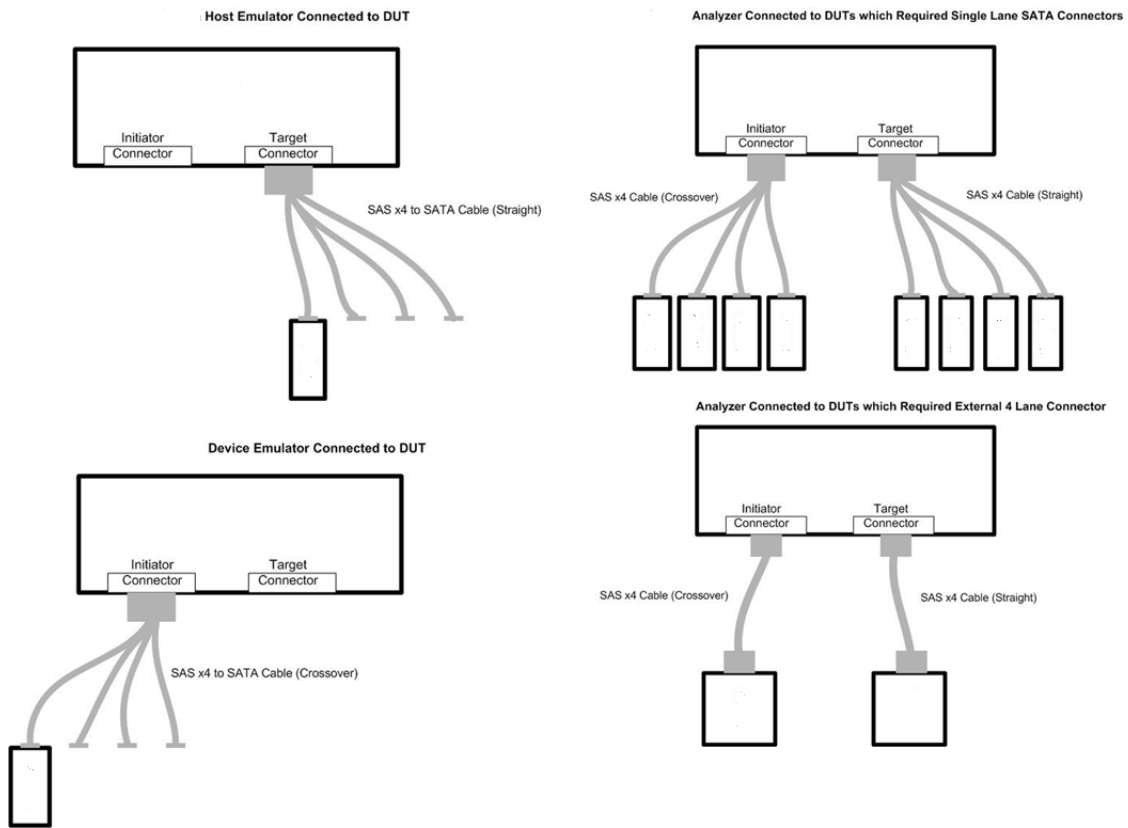 Host Emulator Connected to DUT
Initiator
Connector
Target
Connector
SAS x4 to SATA Cable (Straight)
Analyzer Connected to DUTs which Required Single Lane SATA Connectors
Initiator
Connector
Target
Connector
SAS x4 Cable (Crossover)
SAS x4 Cable (Straight)
Device Emulator Connected to DUT
Initiator
Connector
Target
Connector
SAS x4 to SATA Cable (Crossover)
Analyzer Connected to DUTs which Required External 4 Lane Connector
Initiator
Connector
Target
Connector
SAS x4 Cable (Crossover)
SAS x4 Cable (Straight)